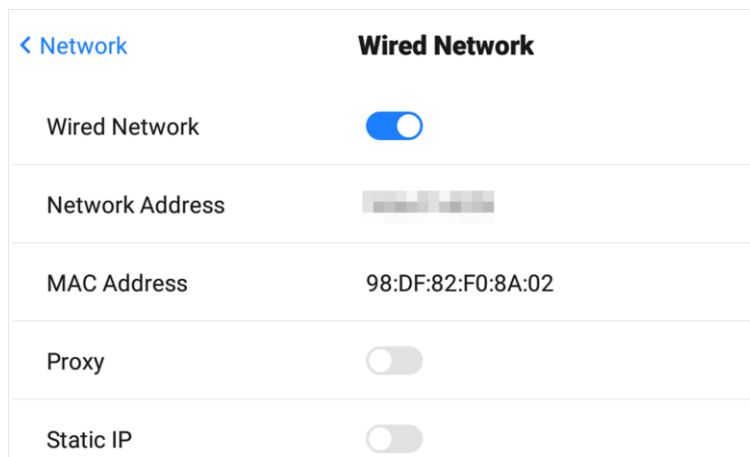 Network
Wired Network
Wired Network
Network Address
MAC Address 98:DF:82:F0:8A:02
Proxy
Static IP